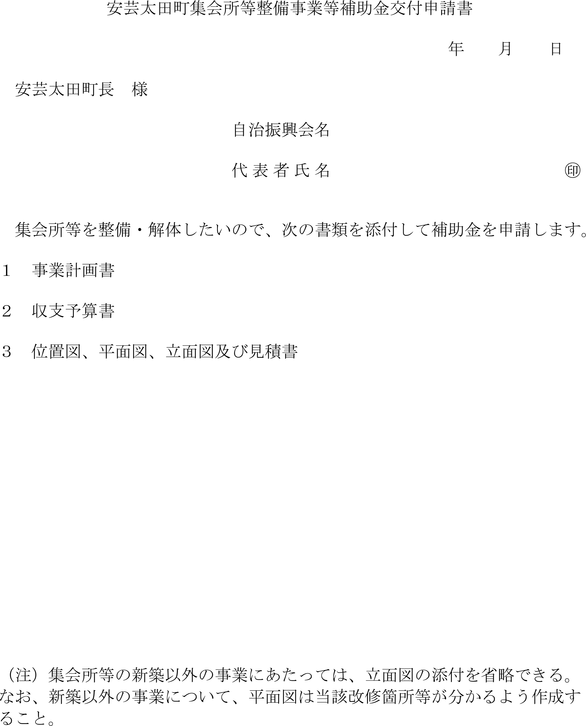 安芸太田町集会所等整備事業等補助金交付申請書
年　　月　　日
安芸太田町長　様
自治振興会名
代表者氏名　　　　　　　　　　　　　　㊞
集会所等を整備・解体したいので、次の書類を添付して補助金を申請します。
１　事業計画書
２　収支予算書
３　位置図、平面図、立面図及び見積書
（注）集会所等の新築以外の事業にあたっては、立面図の添付を省略できる。
なお、新築以外の事業について、平面図は当該改修箇所等が分かるよう作成す
ること。